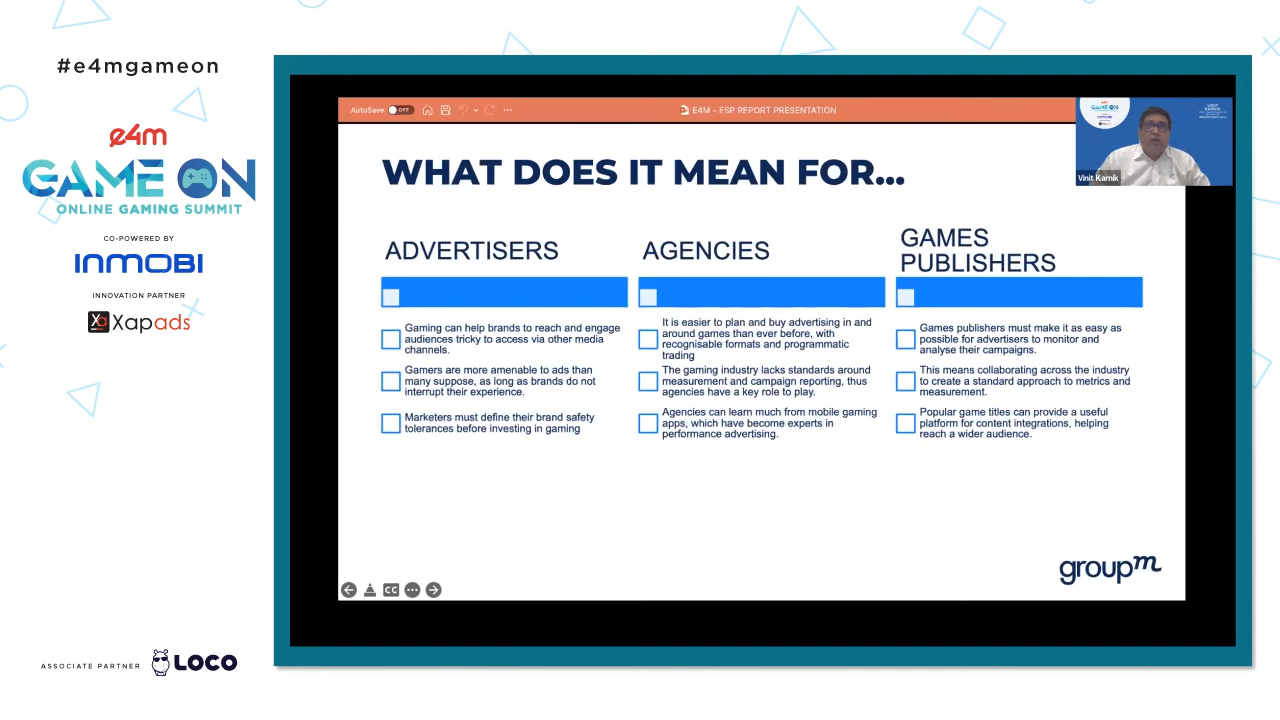 #e4mgameon
e4m
GAME ON
ONLINE GAMING SUMMIT
CO-POWERED BY
INMOBI
INNOVATION PARTNER
Xa Xapads
ASSOCIATE PARTNER
LOCO
AutoSave OFF
E4M – ESP REPORT PRESENTATION
Vinit Karnik
WHAT DOES IT MEAN FOR...
ADVERTISERS
Gaming can help brands to reach and engage
audiences tricky to access via other media
channels.
Gamers are more amenable to ads than
many suppose, as long as brands do not
interrupt their experience.
Marketers must define their brand safety
tolerances before investing in gaming
AGENCIES
It is easier to plan and buy advertising in and
around games than ever before, with
recognisable formats and programmatic
trading
The gaming industry lacks standards around
measurement and campaign reporting, thus
agencies have a key role to play.
Agencies can learn much from mobile gaming
apps, which have become experts in
performance advertising.
GAMES
PUBLISHERS
Games publishers must make it as easy as
possible for advertisers to monitor and
analyse their campaigns.
This means collaborating across the industry
to create a standard approach to metrics and
measurement.
Popular game titles can provide a useful
platform for content integrations, helping
reach a wider audience.
groupm
CC